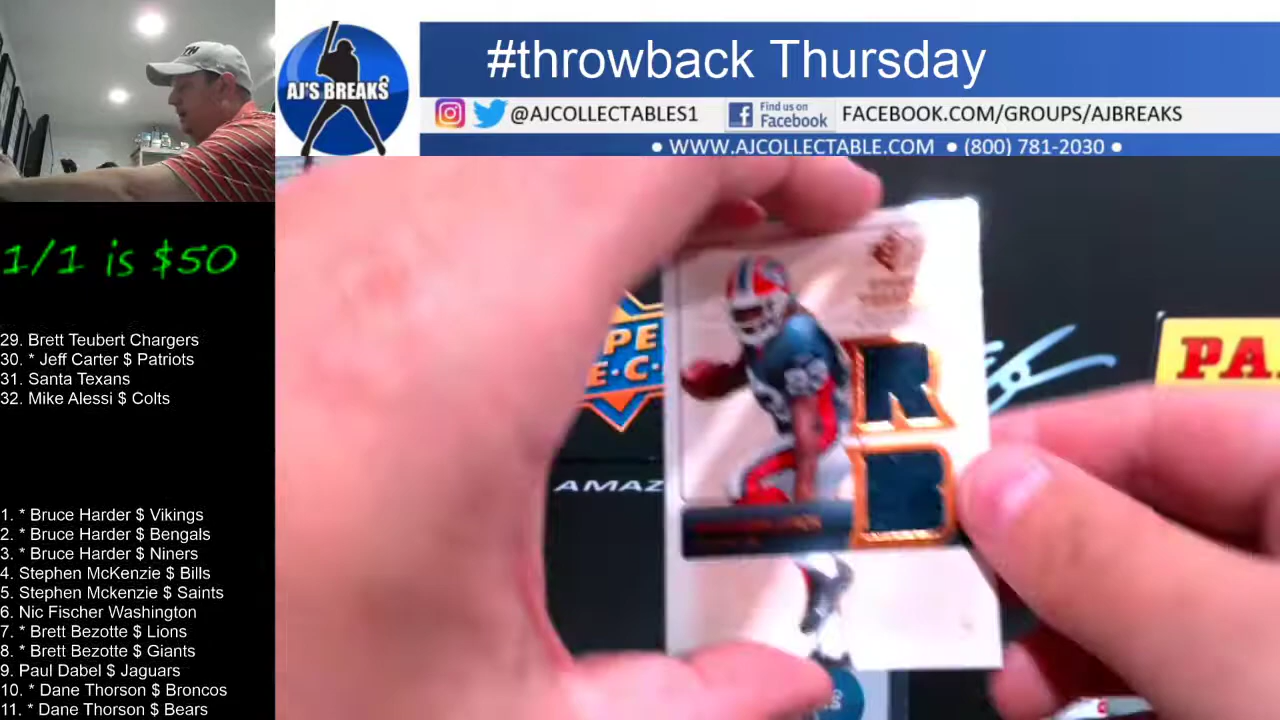 #throwback Thursday
AJ'S BREAKS
@AJCOLLECTABLES1
Find us on
Facebook
FACEBOOK.COM/GROUPS/AJBREAKS
• WWW.AJCOLLECTABLE.COM • (800) 781-2030 •
1/1 is $50
29. Brett Teubert Chargers
30. * Jeff Carter $ Patriots
31. Santa Texans
32. Mike Alessi $ Colts
1. * Bruce Harder $ Vikings
2. * Bruce Harder $ Bengals
3. * Bruce Harder $ Niners
4. Stephen McKenzie $ Bills
5. Stephen Mckenzie $ Saints
6. Nic Fischer Washington
7. * Brett Bezotte $ Lions
8. * Brett Bezotte $ Giants
9. Paul Dabel $ Jaguars
10. * Dane Thorson $ Broncos
11. * Dane Thorson $ Bears
R
B
AMAZ
PA